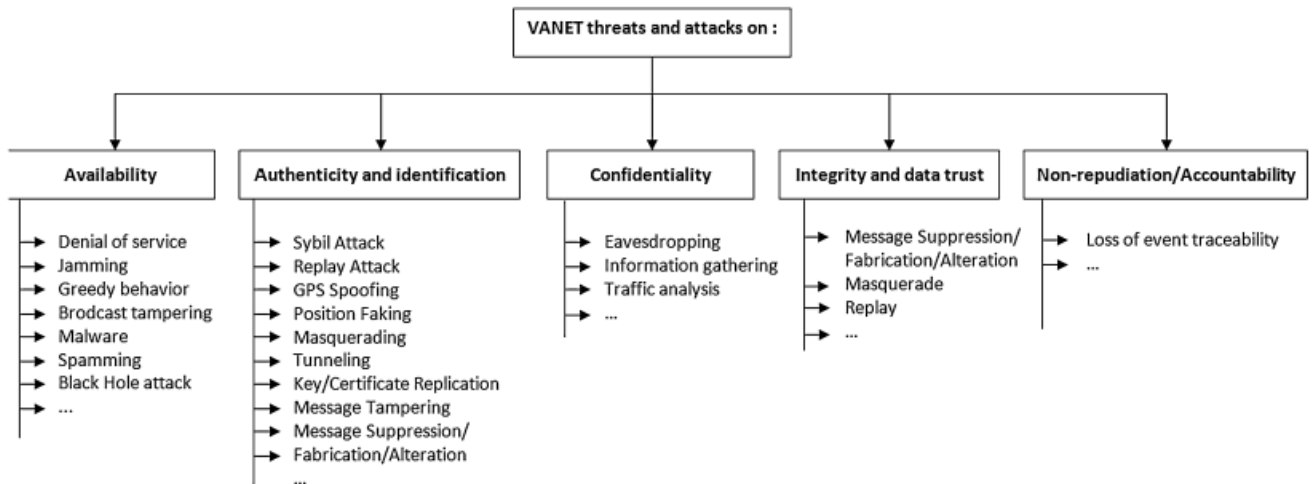 VANET threats and attacks on :
Availability
Denial of service
Jamming
Greedy behavior
Brodcast tampering
Malware
Spamming
Black Hole attack
...
Authenticity and identification
Sybil Attack
Replay Attack
GPS Spoofing
Position Faking
Masquerading
Tunneling
Key/Certificate Replication
Message Tampering
Message Suppression/
Fabrication/Alteration
...
Confidentiality
Eavesdropping
Information gathering
Traffic analysis
...
Integrity and data trust
Message Suppression/
Fabrication/Alteration
Masquerade
Replay
...
Non-repudiation/Accountability
Loss of event traceability
...